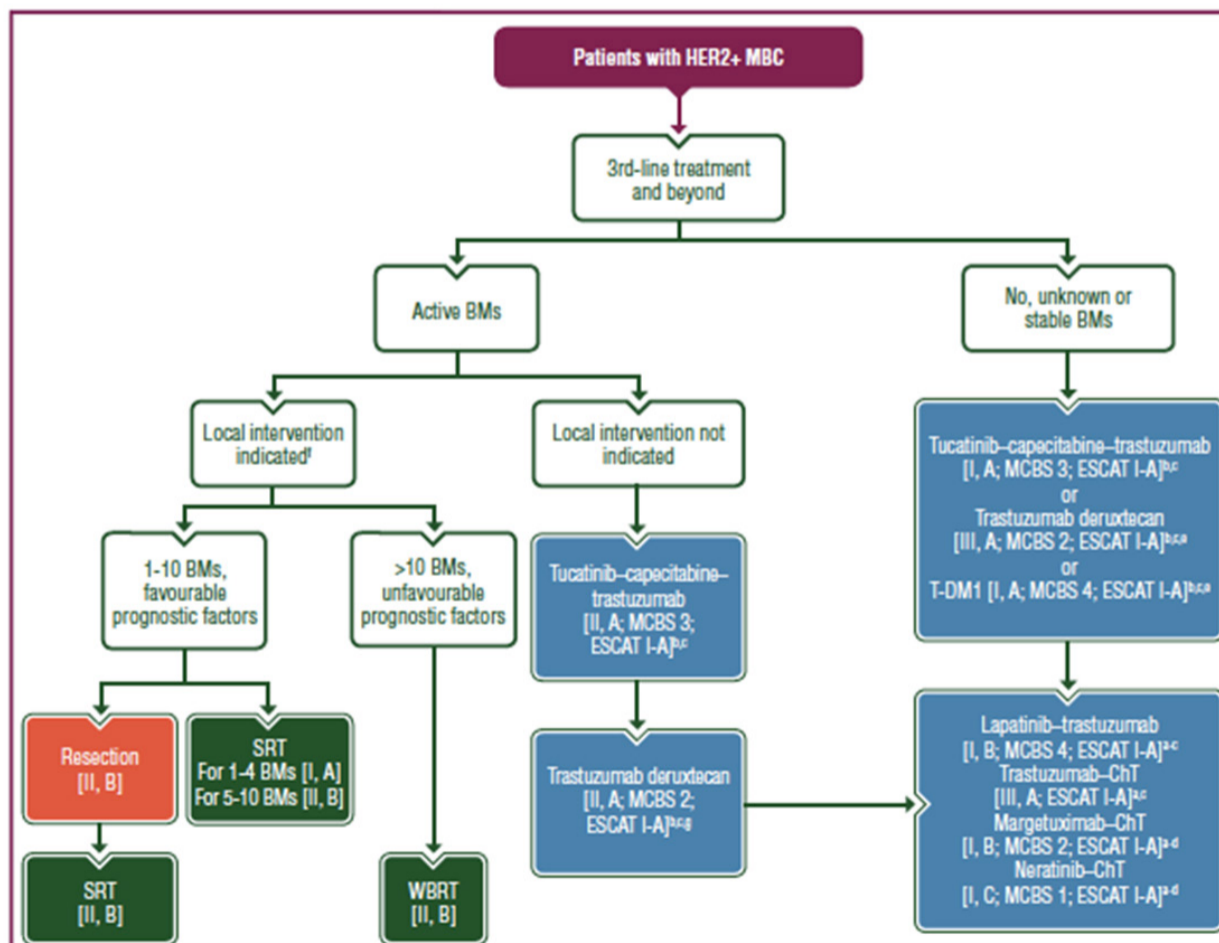 Patients with HER2+ MBC
3rd-line treatment
and beyond
Active BMs
No, unknown or
stable BMs
Local intervention
indicatedᶠ
Local intervention not
indicated
1-10 BMs,
favourable
prognostic factors
>10 BMs,
unfavourable
prognostic factors
Resection
[II, B]
SRT
[II, B]
SRT
For 1-4 BMs [I, A]
For 5-10 BMs [II, B]
WBRT
[II, B]
Tucatinib–capecitabine–
trastuzumab
[II, A; MCBS 3;
ESCAT I-A]ᵇ,ᶜ
Trastuzumab deruxtecan
[II, A; MCBS 2;
ESCAT I-A]ᵇ,ᶜ,ᵍ
Tucatinib–capecitabine–trastuzumab
[I, A; MCBS 3; ESCAT I-A]ᵇ,ᶜ
or
Trastuzumab deruxtecan
[III, A; MCBS 2; ESCAT I-A]ᵇ,ᶜ,ᵉ
or
T-DM1 [I, A; MCBS 4; ESCAT I-A]ᵇ,ᶜ,ᵉ
Lapatinib–trastuzumab
[I, B; MCBS 4; ESCAT I-A]ᵃ⁻ᶜ
Trastuzumab–ChT
[III, A; ESCAT I-A]ᵃ,ᶜ
Margetuximab–ChT
[I, B; MCBS 2; ESCAT I-A]ᵃ⁻ᵈ
Neratinib–ChT
[I, C; MCBS 1; ESCAT I-A]ᵃ⁻ᵈ